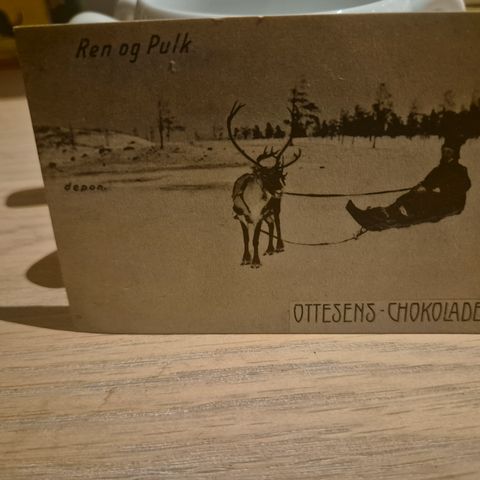 Ren og Pulk.
depon.
OTTESENS-CHOKOLADE